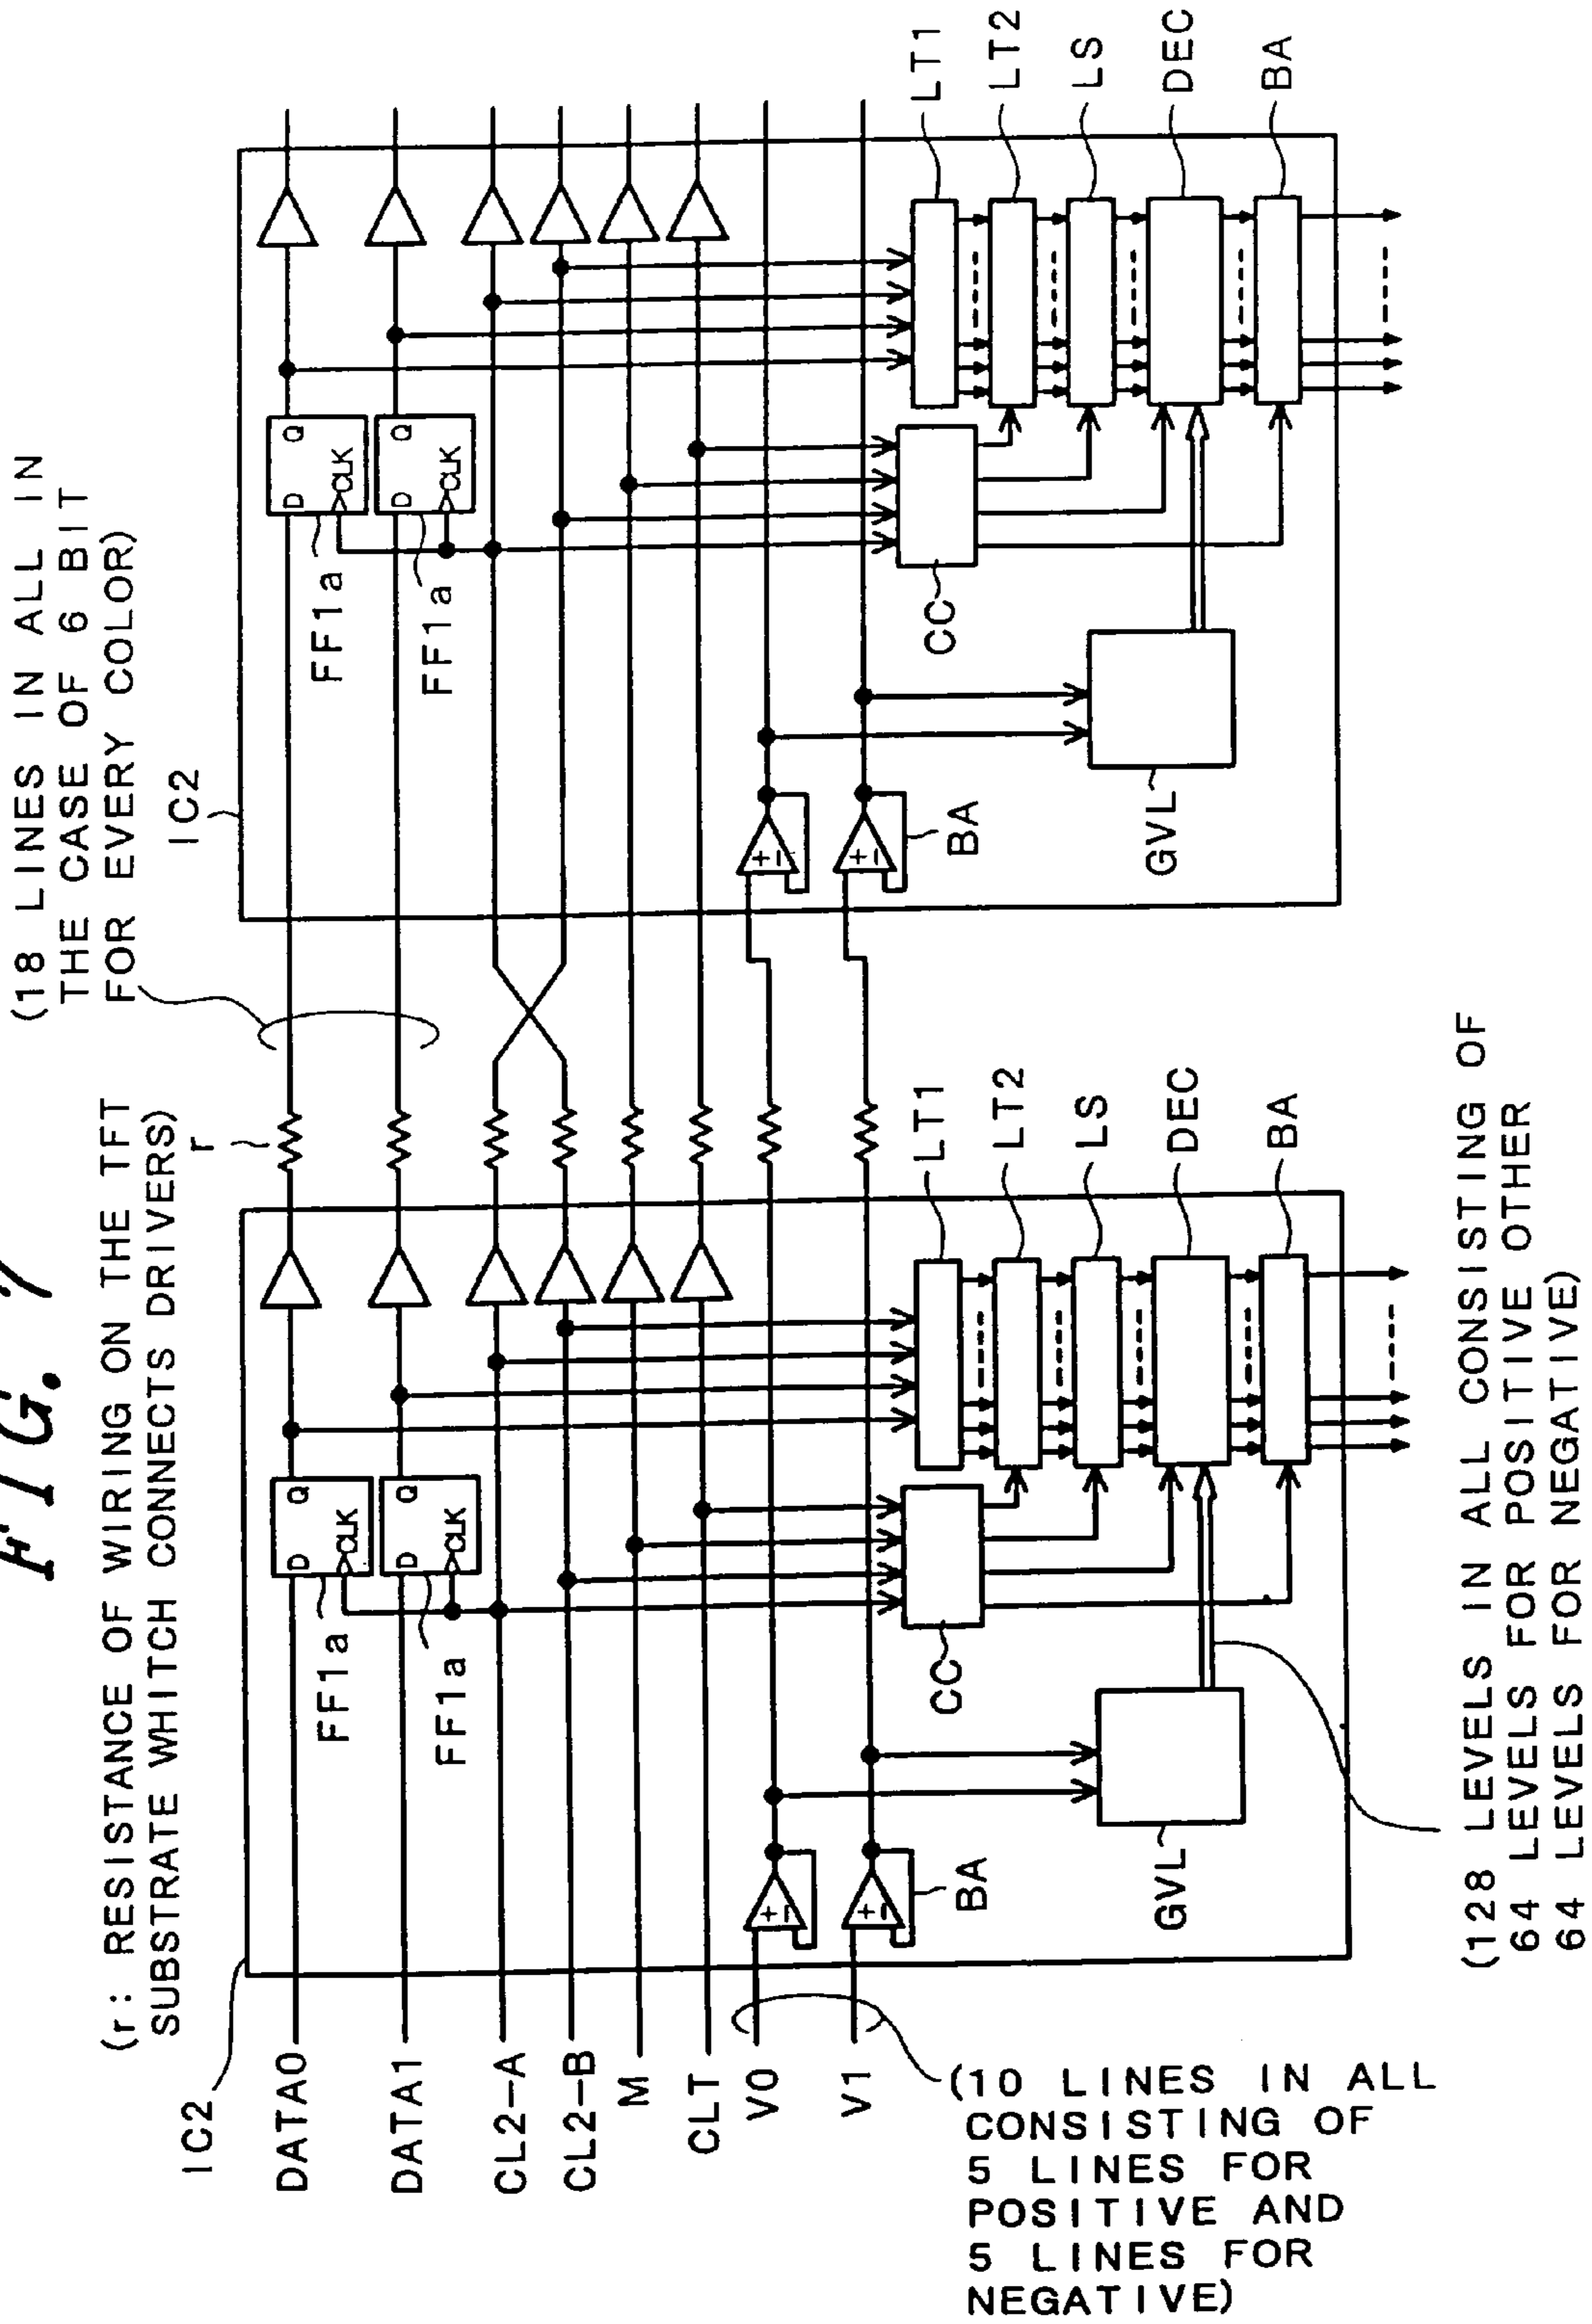 FIG. 7
(r: RESISTANCE OF WIRING ON THE TFT
SUBSTRATE WHITCH CONNECTS DRIVERS)
r
(18 LINES IN ALL IN
THE CASE OF 6 BIT
FOR EVERY COLOR)
IC2
IC2
DATA0
DATA1
CL2-A
CL2-B
M
CLT
V0
V1
(10 LINES IN ALL
CONSISTING OF
5 LINES FOR
POSITIVE AND
5 LINES FOR
NEGATIVE)
D
Q
CLK
FF1a
D
Q
CLK
FF1a
+
-
+
-
BA
GVL
CC
LT1
LT2
LS
DEC
BA
D
Q
CLK
FF1a
D
Q
CLK
FF1a
+
-
+
-
BA
GVL
CC
LT1
LT2
LS
DEC
BA
(128 LEVELS IN ALL CONSISTING OF
64 LEVELS FOR POSITIVE OTHER
64 LEVELS FOR NEGATIVE)